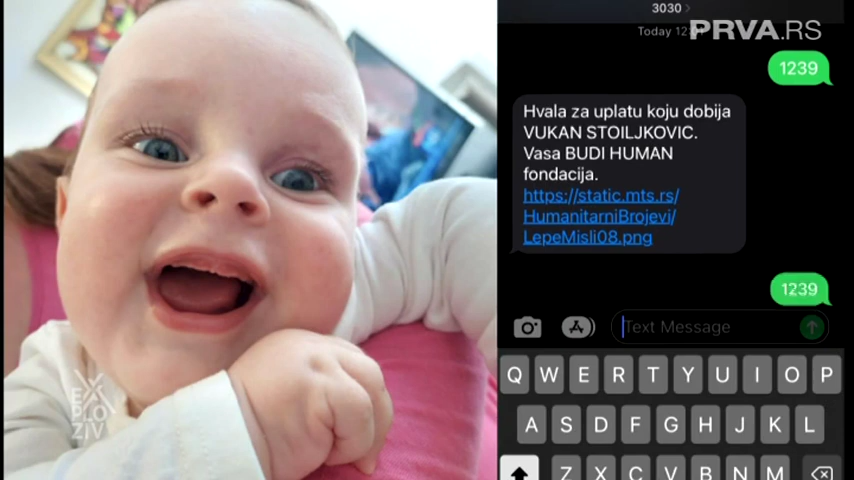 3030
PRVA.RS
1239
Hvala za uplatu koju dobija
VUKAN STOILJKOVIC.
Vasa BUDI HUMAN
fondacija.
https://static.mts.rs/
HumanitarniBrojevi/
LepeMisli08.png
1239
Text Message
Q W E R T Y U I O P
A S D F G H J K L
Z X C V B N M
EXPLOZIV
Today